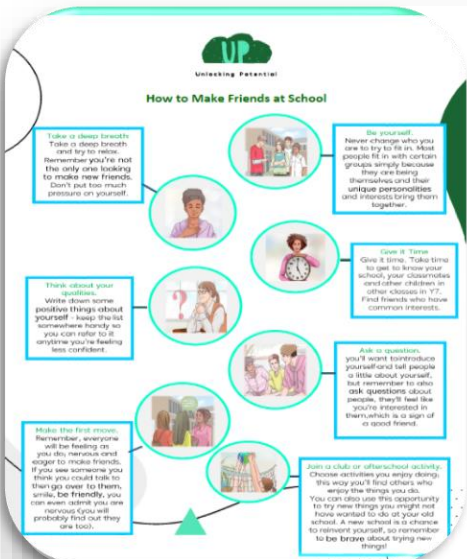 UP
Unlocking Potential
How to Make Friends at School
Take a deep breath:
Take a deep breath
and try to relax.
Remember you're not
the only one looking
to make new friends.
Don't put too much
pressure on yourself.
Be yourself.
Never change who you
are to try to fit in. Most
people fit in with certain
groups simply because
they are being
themselves and their
unique personalities
and interests bring them
together.
Give it Time
Give it time. Take time
to get to know your
school, your classmates
and other children in
other classes in Y7.
Find friends who have
common interests.
Think about your
qualities.
Write down some
positive things about
yourself - keep the list
somewhere handy so
you can refer to it
anytime you're feeling
less confident.
Ask a question.
you'll want tointroduce
yourselfand tell people
a little about yourself,
but remember to also
ask questions about
people, they'll feel like
you're interested in
them,which is a sign of
a good friend.
Make the first move.
Remember, everyone
will be feeling as
you do; nervous and
eager to make friends.
If you see someone you
think you could talk to
then go over to them,
smile, be friendly, you
can even admit you are
nervous (you will
probably find out they
are too).
Join a club or afterschool activity.
Choose activities you enjoy doing,
this way you'll find others who
enjoy the things you do.
You can also use this opportunity
to try new things you might not
have wanted to do at your old
school. A new school is a chance
to reinvent yourself, so remember
to be brave about trying new
things!